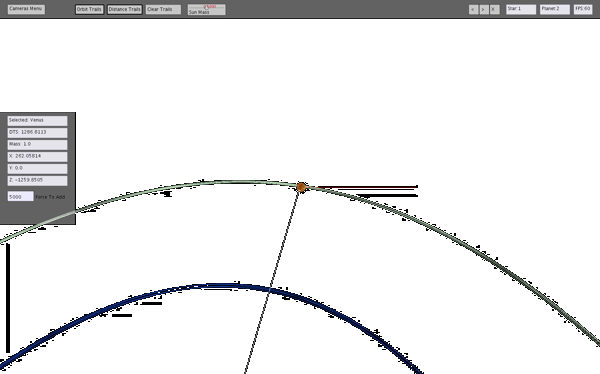 Cameras Menu
Orbit Trails
Distance Trails
Clear Trails
Sun Mass
<
>
X
Star 1
Planet 2
FPS:60
Selected: Venus
DTS: 1286.8113
Mass: 1.0
X: 262.05814
Y: 0.0
Z: -1259.8505
5000
Force To Add